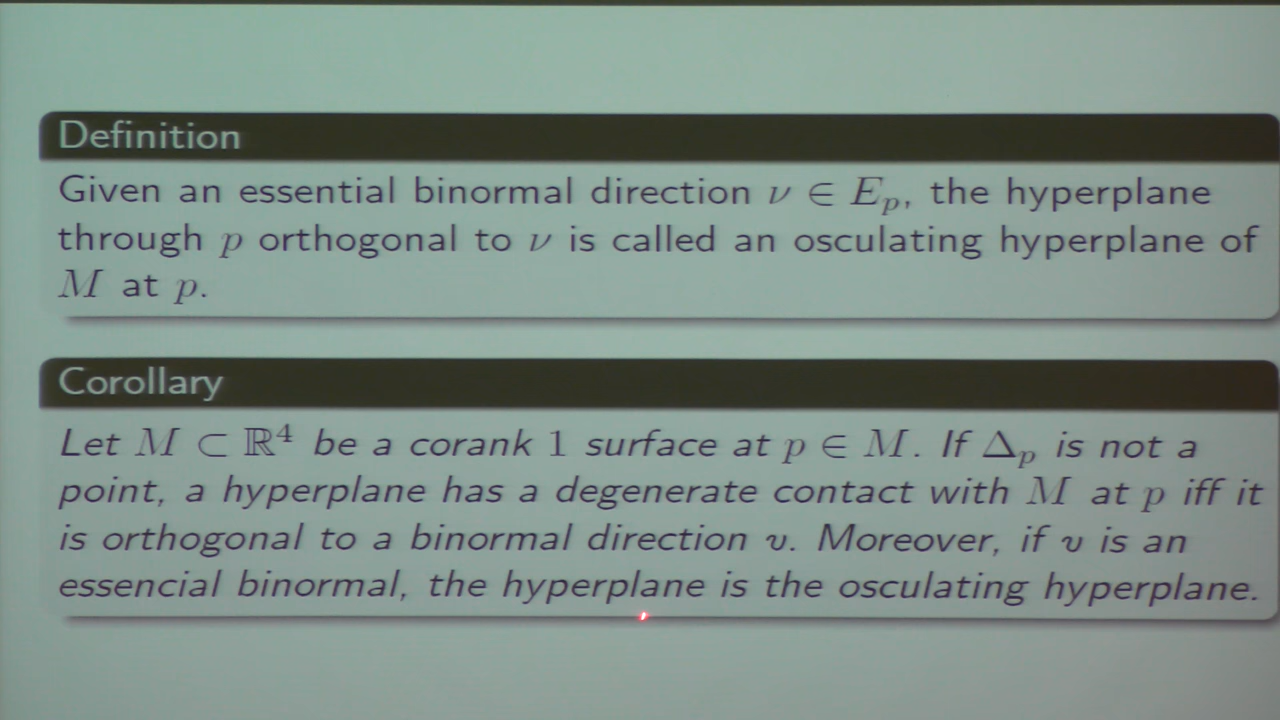 Definition
Given an essential binormal direction ν ∈ E_p, the hyperplane
through p orthogonal to ν is called an osculating hyperplane of
M at p.
Corollary
Let M ⊂ ℝ⁴ be a corank 1 surface at p ∈ M. If Δ_p is not a
point, a hyperplane has a degenerate contact with M at p iff it
is orthogonal to a binormal direction υ. Moreover, if υ is an
essencial binormal, the hyperplane is the osculating hyperplane.